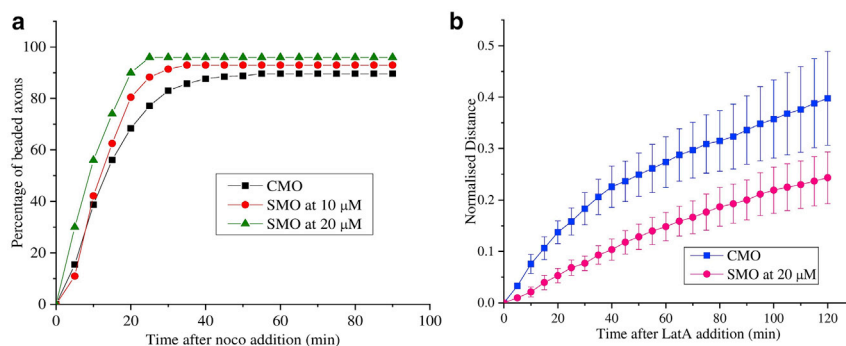 a
Percentage of beaded axons
100
80
60
40
20
0
CMO
SMO at 10 μM
SMO at 20 μM
0 20 40 60 80 100
Time after noco addition (min)
b
Normalised Distance
0.5
0.4
0.3
0.2
0.1
0.0
CMO
SMO at 20 μM
0 20 40 60 80 100 120
Time after LatA addition (min)